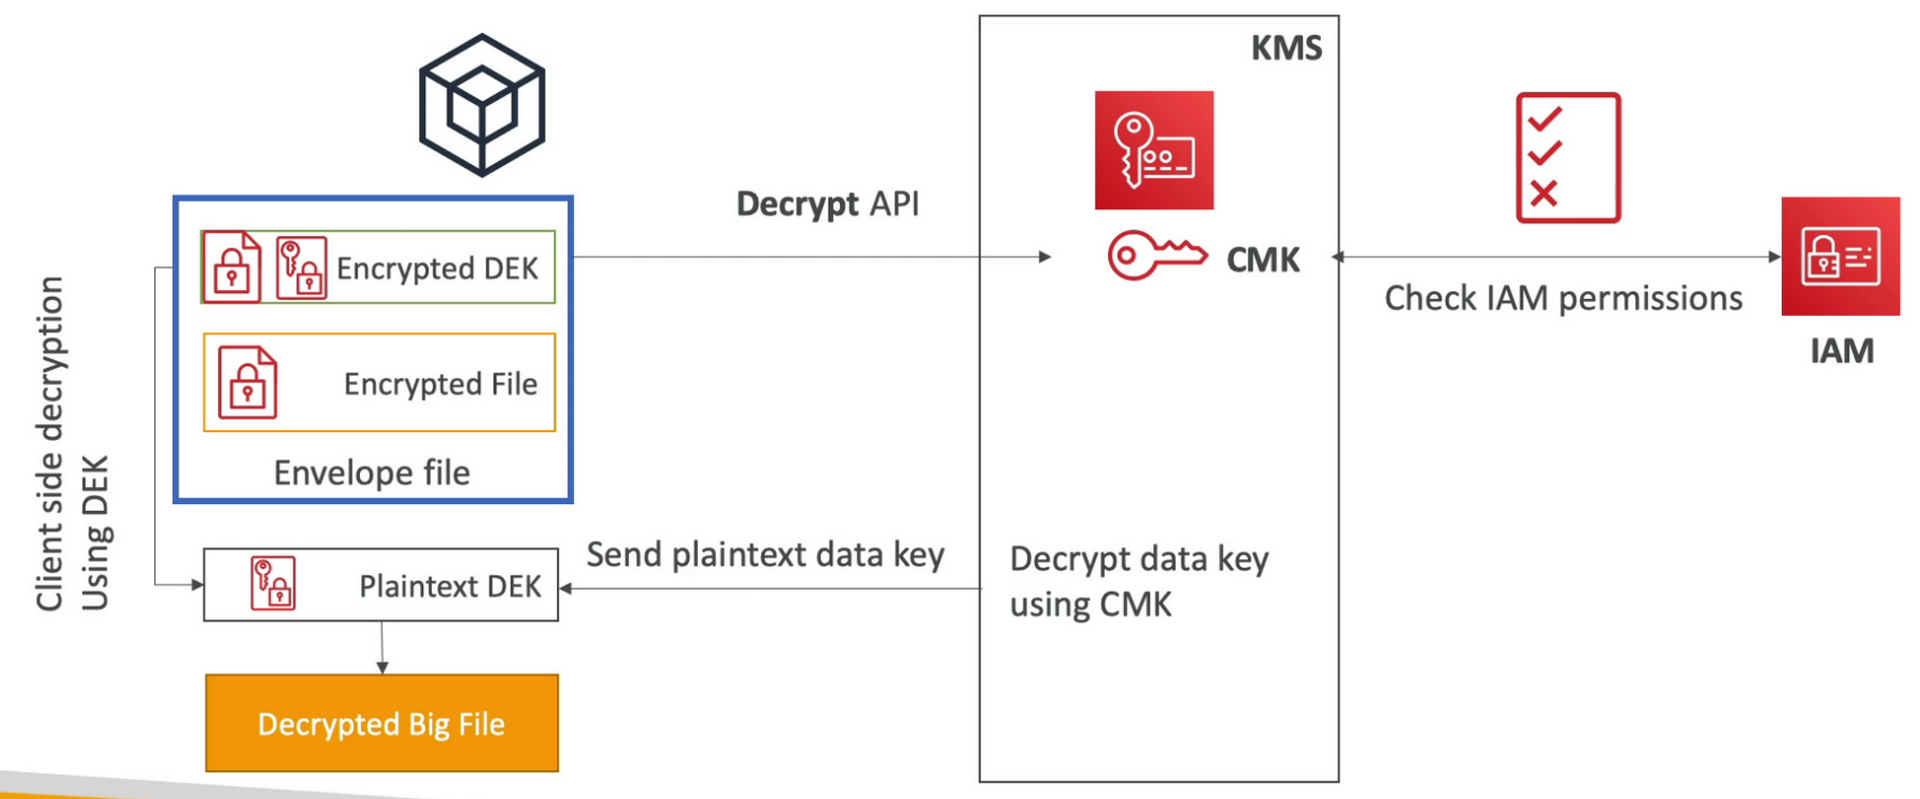 KMS
Decrypt API
Encrypted DEK
CMK
Check IAM permissions
IAM
Encrypted File
Envelope file
Client side decryption
Using DEK
Send plaintext data key
Decrypt data key
using CMK
Plaintext DEK
Decrypted Big File